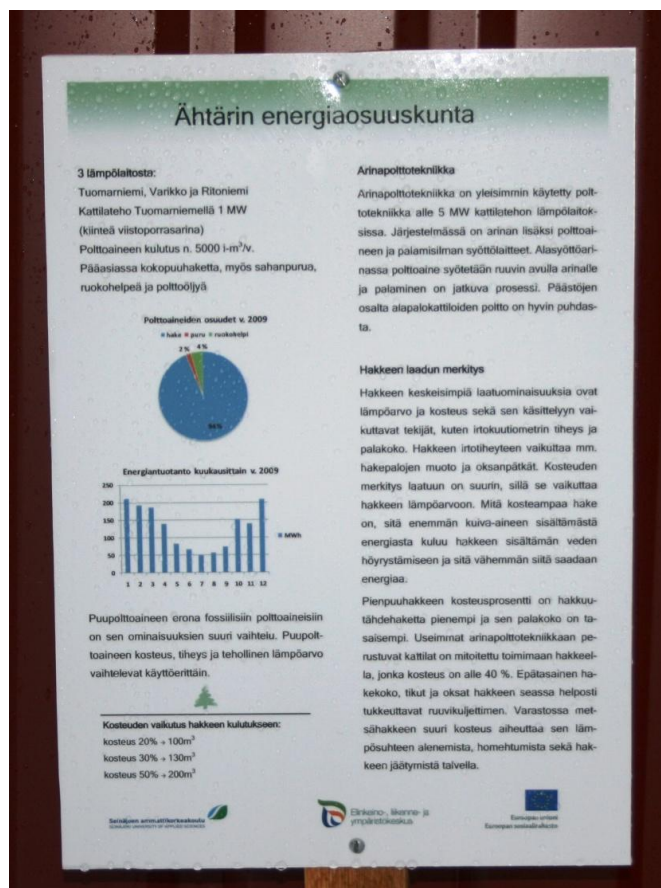 Ähtärin energiaosuuskunta
3 lämpölaitosta:
Tuomarniemi, Varikko ja Ritoniemi
Kattilateho Tuomarniemellä 1 MW
(kiinteä viistoporrasarina)
Polttoaineen kulutus n. 5000 i-m³/v.
Pääasiassa kokopuuhaketta, myös sahanpurua,
ruokohelpeä ja polttoöljyä
Polttoaineiden osuudet v. 2009
haka puru ruokohelpi
2% 4%
94%
Energiantuotanto kuukausittain v. 2009
250
200
150
100
50
0
MWh
1 2 3 4 5 6 7 8 9 10 11 12
Puupolttoaineen erona fossiilisiin polttoaineisiin
on sen ominaisuuksien suuri vaihtelu. Puupolt-
toaineen kosteus, tiheys ja tehollinen lämpöarvo
vaihtelevat käyttöerittäin.
Kosteuden vaikutus hakkeen kulutukseen:
kosteus 20% → 100m³
kosteus 30% → 130m³
kosteus 50% → 200m³
Arinapolttotekniikka
Arinapolttotekniikka on yleisimmin käytetty polt-
totekniikka alle 5 MW kattilatehon lämpölaitok-
sissa. Järjestelmässä on arinan lisäksi polttoai-
neen ja palamisilman syöttölaitteet. Alasyöttöari-
nassa polttoaine syötetään ruuvin avulla arinalle
ja palaminen on jatkuva prosessi. Päästöjen
osalta alapalokattiloiden poltto on hyvin puhdas-
ta.
Hakkeen laadun merkitys
Hakkeen keskeisimpiä laatuominaisuuksia ovat
lämpöarvo ja kosteus sekä sen käsittelyyn vai-
kuttavat tekijät, kuten irtokuutiometrin tiheys ja
palakoko. Hakkeen irtotiheyteen vaikuttaa mm.
hakepalojen muoto ja oksanpätkät. Kosteuden
merkitys laatuun on suurin, sillä se vaikuttaa
hakkeen lämpöarvoon. Mitä kosteampaa hake
on, sitä enemmän kuiva-aineen sisältämästä
energiasta kuluu hakkeen sisältämän veden
höyrystämiseen ja sitä vähemmän siitä saadaan
energiaa.
Pienpuuhakkeen kosteusprosentti on hakkuu-
tähdehaketta pienempi ja sen palakoko on ta-
saisempi. Useimmat arinapolttotekniikkaan pe-
rustuvat kattilat on mitoitettu toimimaan hakkeel-
la, jonka kosteus on alle 40 %. Epätasainen ha-
kekoko, tikut ja oksat hakkeen seassa helposti
tukkeuttavat ruuvikuljettimen. Varastossa met-
sähakkeen suuri kosteus aiheuttaa sen läm-
pösuhteen alenemista, homehtumista sekä hak-
keen jäätymistä talvella.
Seinäjoen ammattikorkeakoulu
SEINÄJOKI UNIVERSITY OF APPLIED SCIENCES
Elinkeino-, liikenne- ja
ympäristökeskus
Euroopan unioni
Euroopan sosiaalirahasto